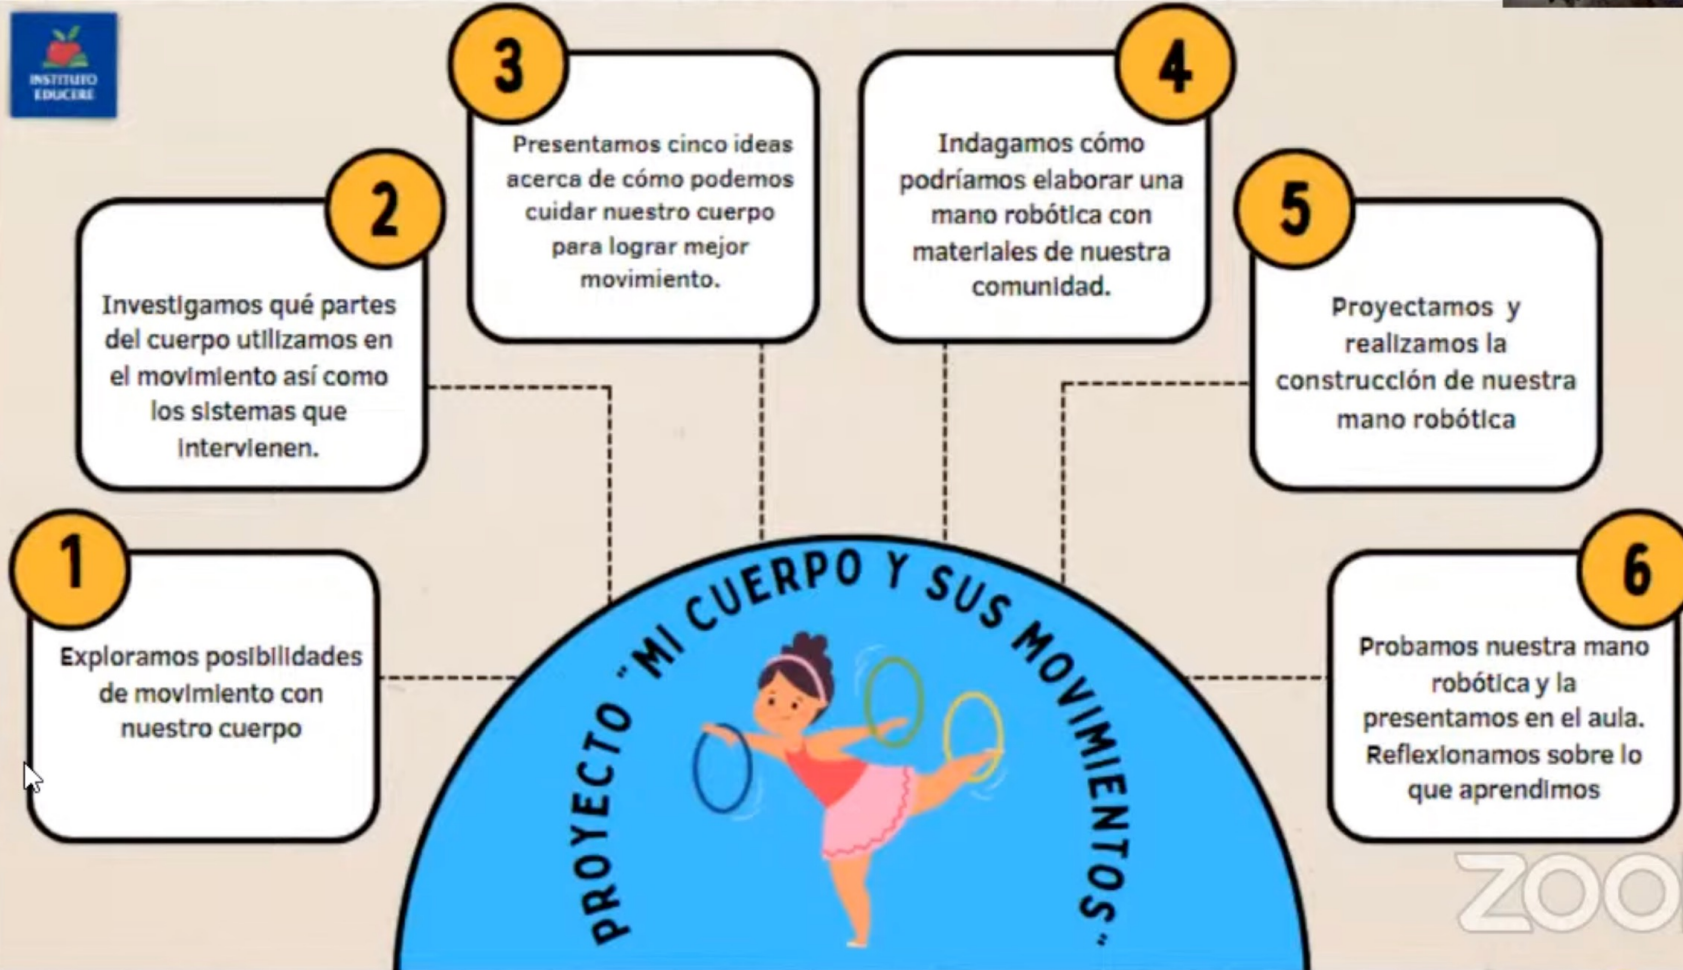 INSTITUTO
EDUCERE
1
Exploramos posibilidades
de movimiento con
nuestro cuerpo
2
Investigamos qué partes
del cuerpo utilizamos en
el movimiento así como
los sistemas que
intervienen.
3
Presentamos cinco ideas
acerca de cómo podemos
cuidar nuestro cuerpo
para lograr mejor
movimiento.
4
Indagamos cómo
podríamos elaborar una
mano robótica con
materiales de nuestra
comunidad.
5
Proyectamos y
realizamos la
construcción de nuestra
mano robótica
6
Probamos nuestra mano
robótica y la
presentamos en el aula.
Reflexionamos sobre lo
que aprendimos
PROYECTO "MI CUERPO Y SUS MOVIMIENTOS"